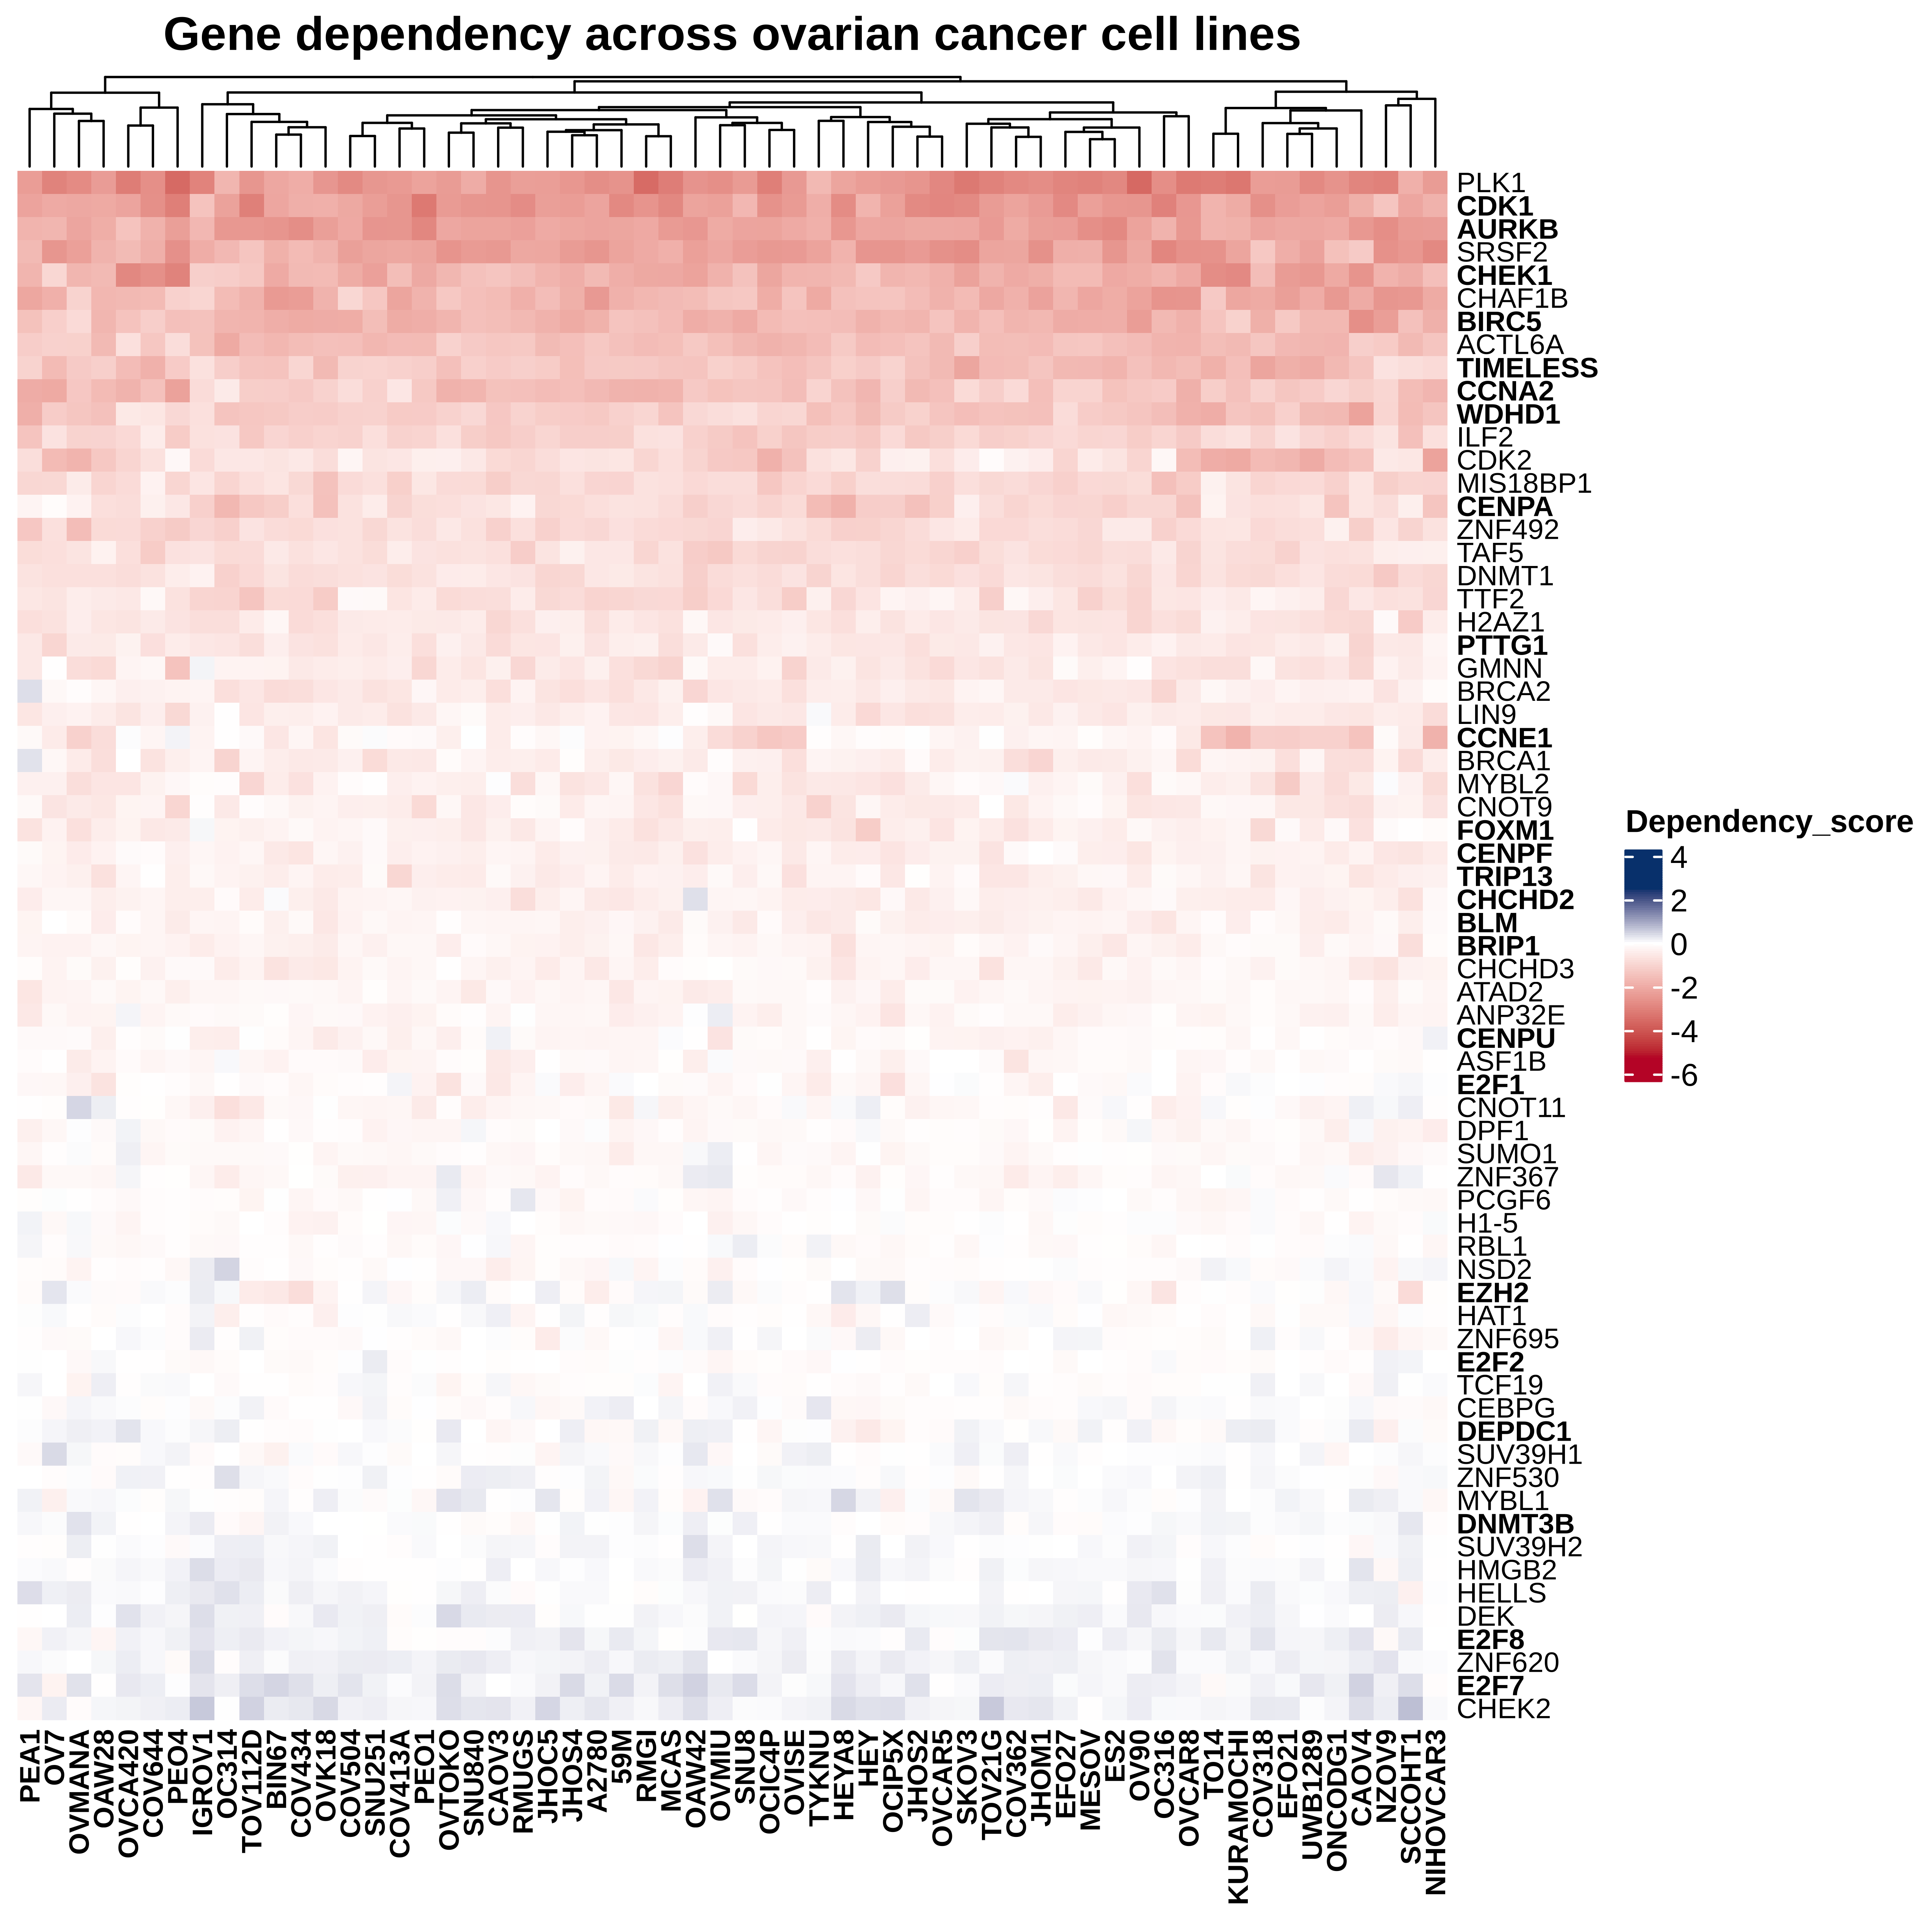 Gene dependency across ovarian cancer cell lines
PLK1
CDK1
AURKB
SRSF2
CHEK1
CHAF1B
BIRC5
ACTL6A
TIMELESS
CCNA2
WDHD1
ILF2
CDK2
MIS18BP1
CENPA
ZNF492
TAF5
DNMT1
TTF2
H2AZ1
PTTG1
GMNN
BRCA2
LIN9
CCNE1
BRCA1
MYBL2
CNOT9
FOXM1
CENPF
TRIP13
CHCHD2
BLM
BRIP1
CHCHD3
ATAD2
ANP32E
CENPU
ASF1B
E2F1
CNOT11
DPF1
SUMO1
ZNF367
PCGF6
H1-5
RBL1
NSD2
EZH2
HAT1
ZNF695
E2F2
TCF19
CEBPG
DEPDC1
SUV39H1
ZNF530
MYBL1
DNMT3B
SUV39H2
HMGB2
HELLS
DEK
E2F8
ZNF620
E2F7
CHEK2
Dependency_score
4
2
0
-2
-4
-6
PEA1
OV7
OVMANA
OAW28
OVCA420
COV644
PEO4
IGROV1
OC314
TOV112D
BIN67
COV434
OVK18
COV504
SNU251
COV413A
PEO1
OVTOKO
SNU840
CAOV3
RMUGS
JHOC5
JHOS4
A2780
59M
RMGI
MCAS
OAW42
OVMIU
SNU8
OCIC4P
OVISE
TYKNU
HEYA8
HEY
OCIP5X
JHOS2
OVCAR5
SKOV3
TOV21G
COV362
JHOM1
EFO27
MESOV
ES2
OV90
OC316
OVCAR8
TO14
KURAMOCHI
COV318
EFO21
UWB1289
ONCODG1
CAOV4
NZOV9
SCCOHT1
NIHOVCAR3